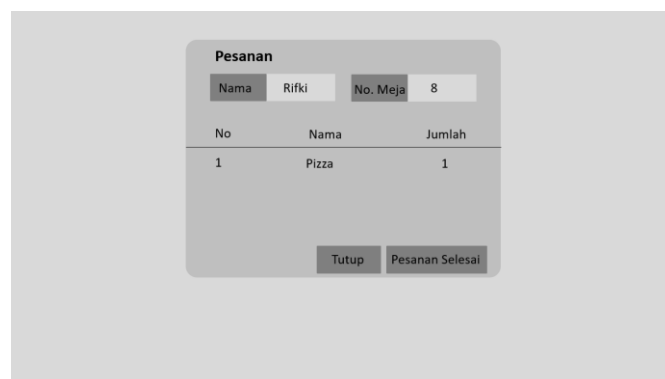 Pesanan
Nama Rifki No. Meja 8
No Nama Jumlah
1 Pizza 1
Tutup Pesanan Selesai